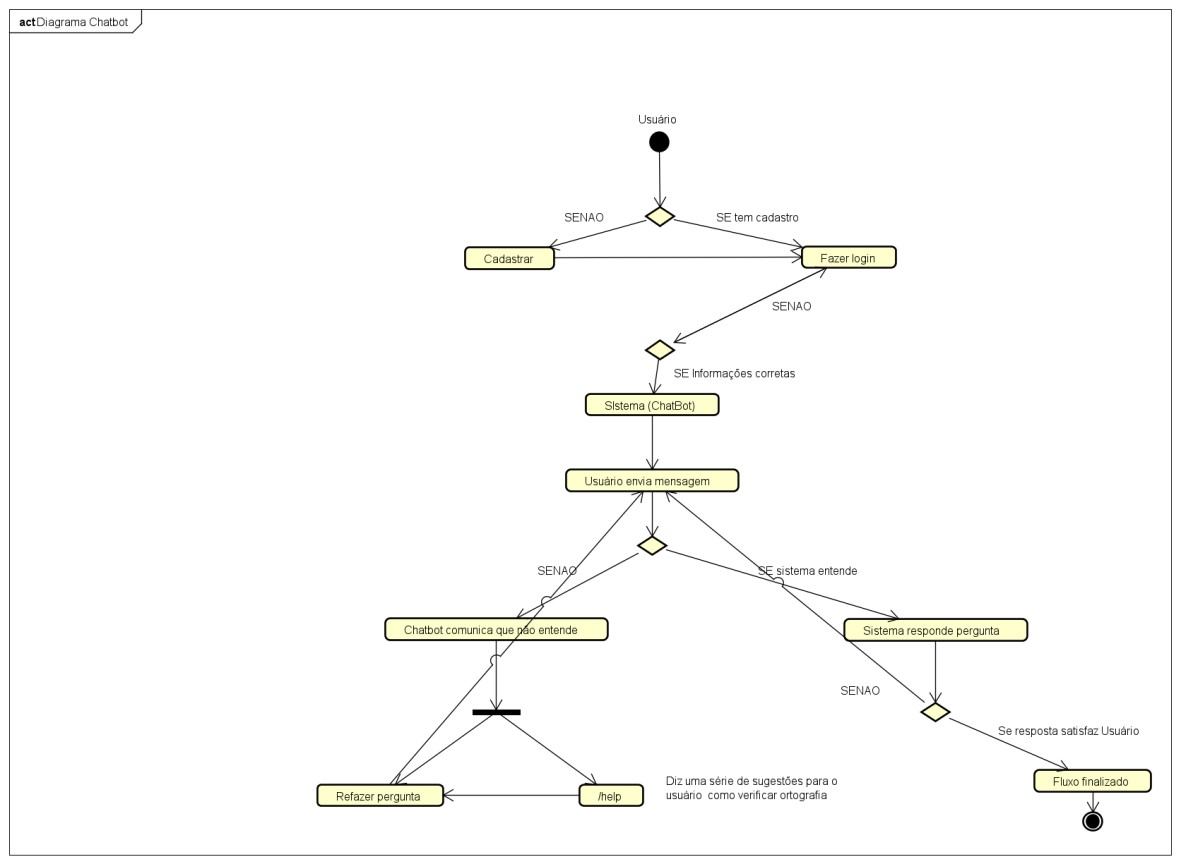 act Diagrama Chatbot
Usuário
SENAO
SE tem cadastro
Cadastrar
Fazer login
SENAO
SE Informações corretas
SIstema (ChatBot)
Usuário envia mensagem
SENAO
SE sistema entende
Chatbot comunica que não entende
Sistema responde pergunta
SENAO
Se resposta satisfaz Usuário
Diz uma série de sugestões para o
usuário como verificar ortografia
Fluxo finalizado
Refazer pergunta
/help